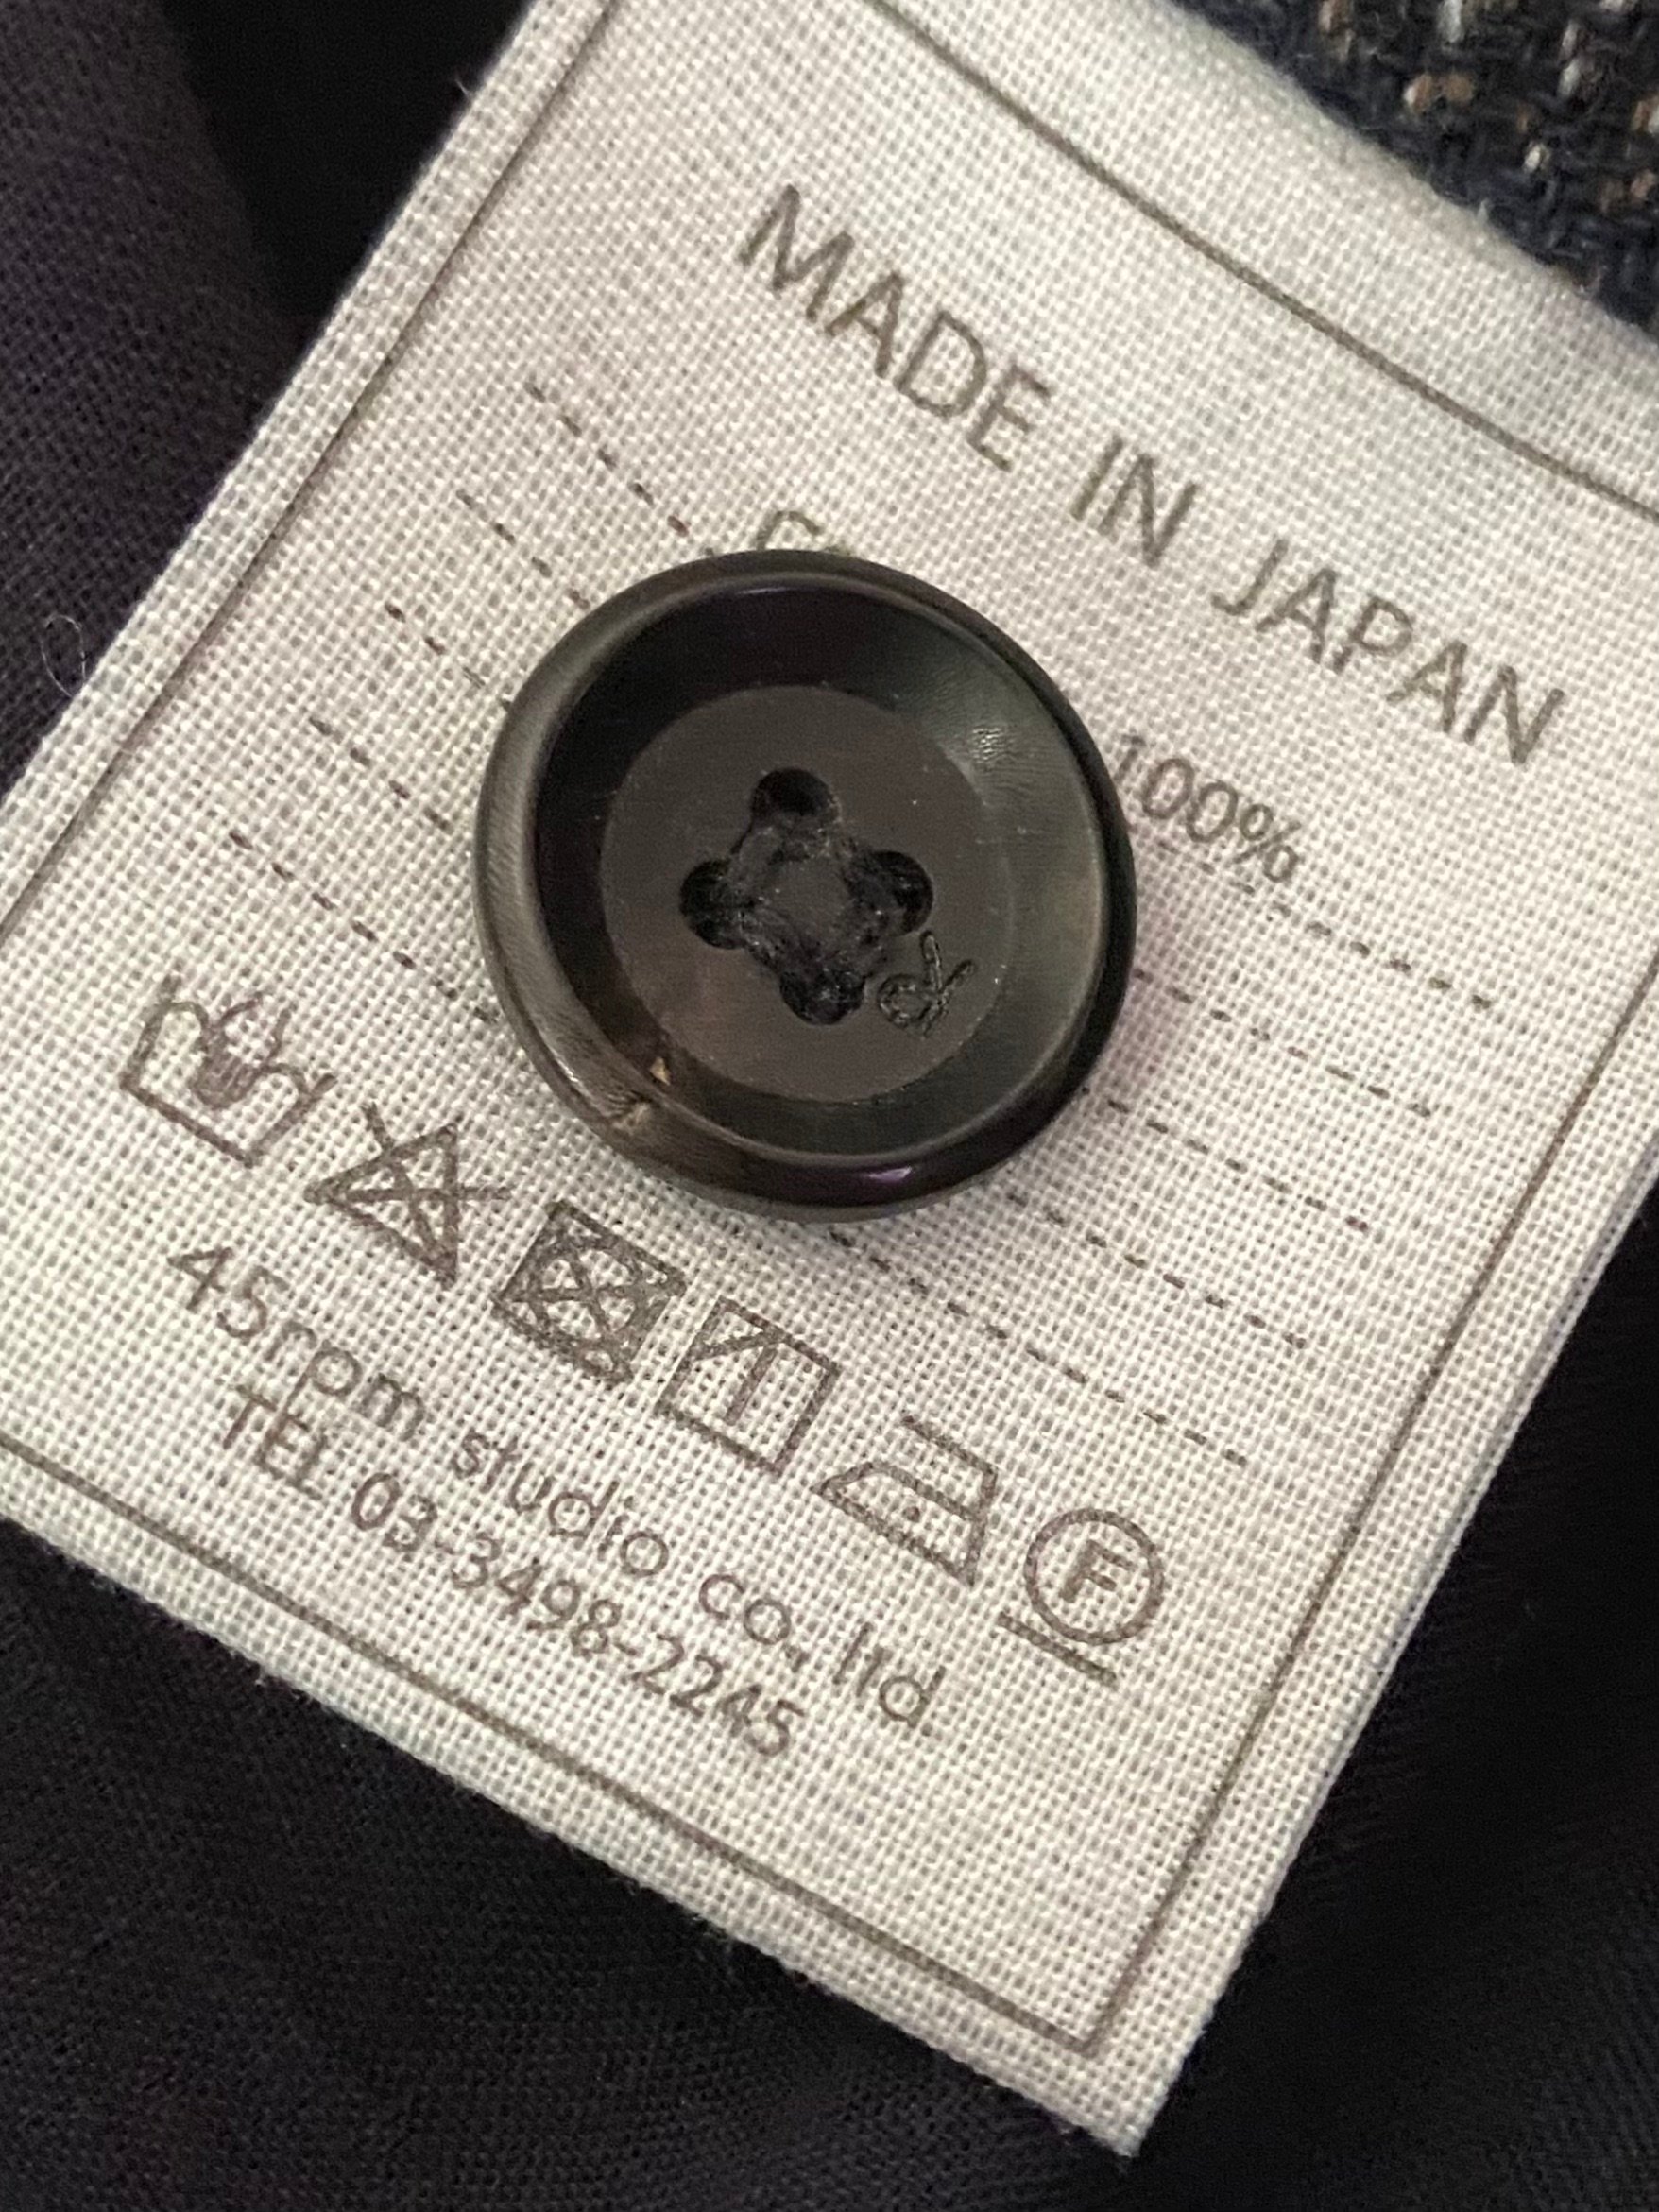 MADE IN JAPAN
100%
F
45rpm studio co., ltd.
TEL 03-3498-2245
R